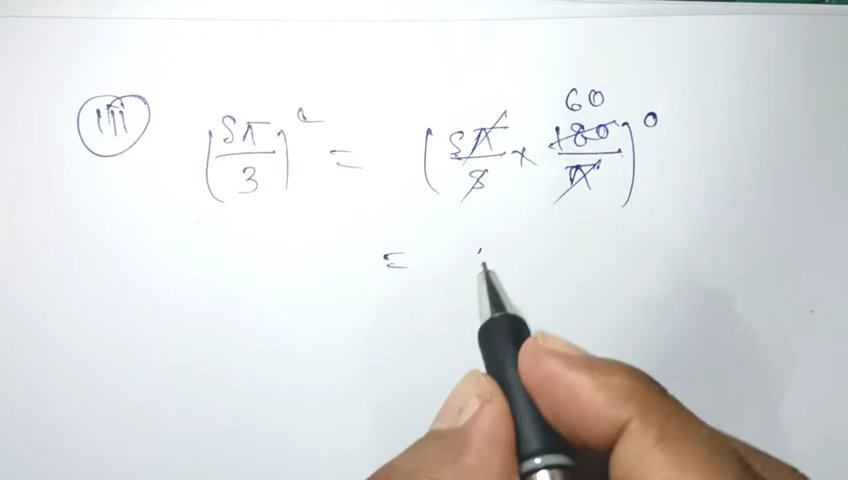 (iii) (5π/3)^c = (5π/3 × 180/π)° 60
=